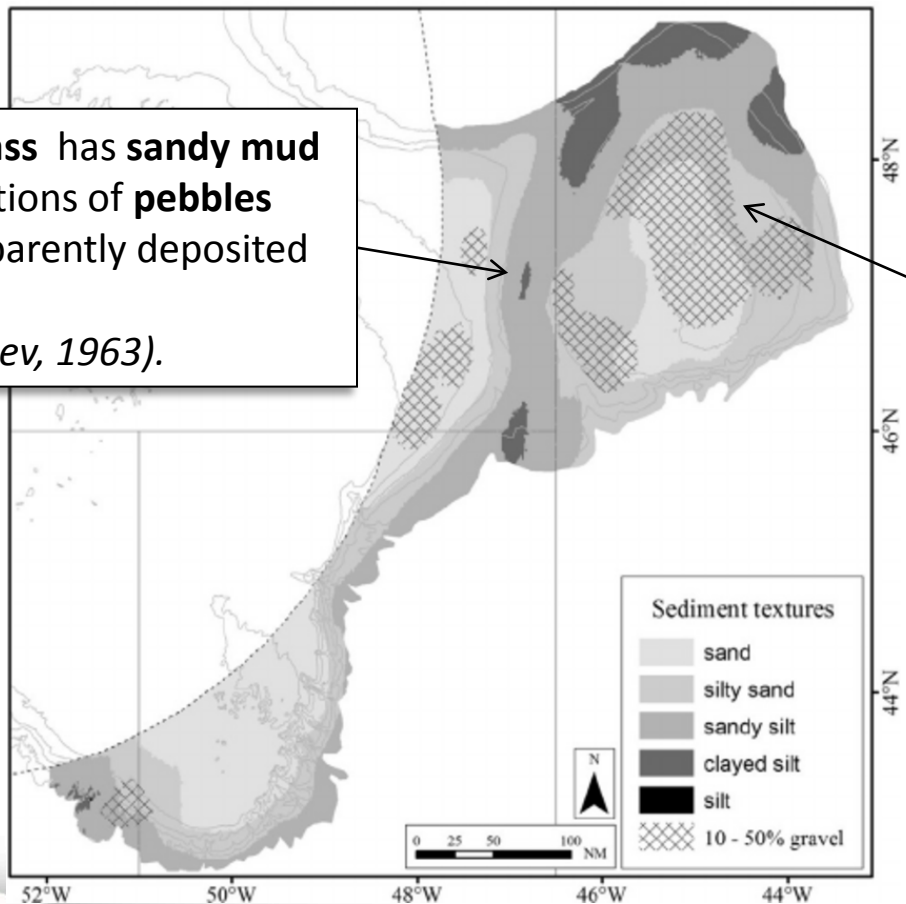 ass has sandy mud
tions of pebbles
parently deposited
ev, 1963).
48°N
46°N
44°N
Sediment textures
sand
silty sand
sandy silt
clayed silt
silt
10 - 50% gravel
N
0 25 50 100
NM
52°W 50°W 48°W 46°W 44°W